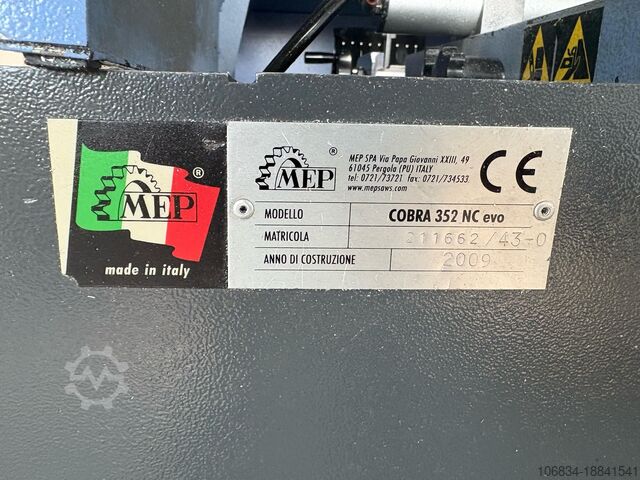 MEP ®
made in italy
MEP ®
MEP SPA Via Papa Giovanni XXIII, 49
61045 Pergola (PU) ITALY
tel: 0721/73721 fax: 0721/734533
www.mepsaws.com
CE
MODELLO COBRA 352 NC evo
MATRICOLA 211662/43-0
ANNO DI COSTRUZIONE 2009
106834-18841541